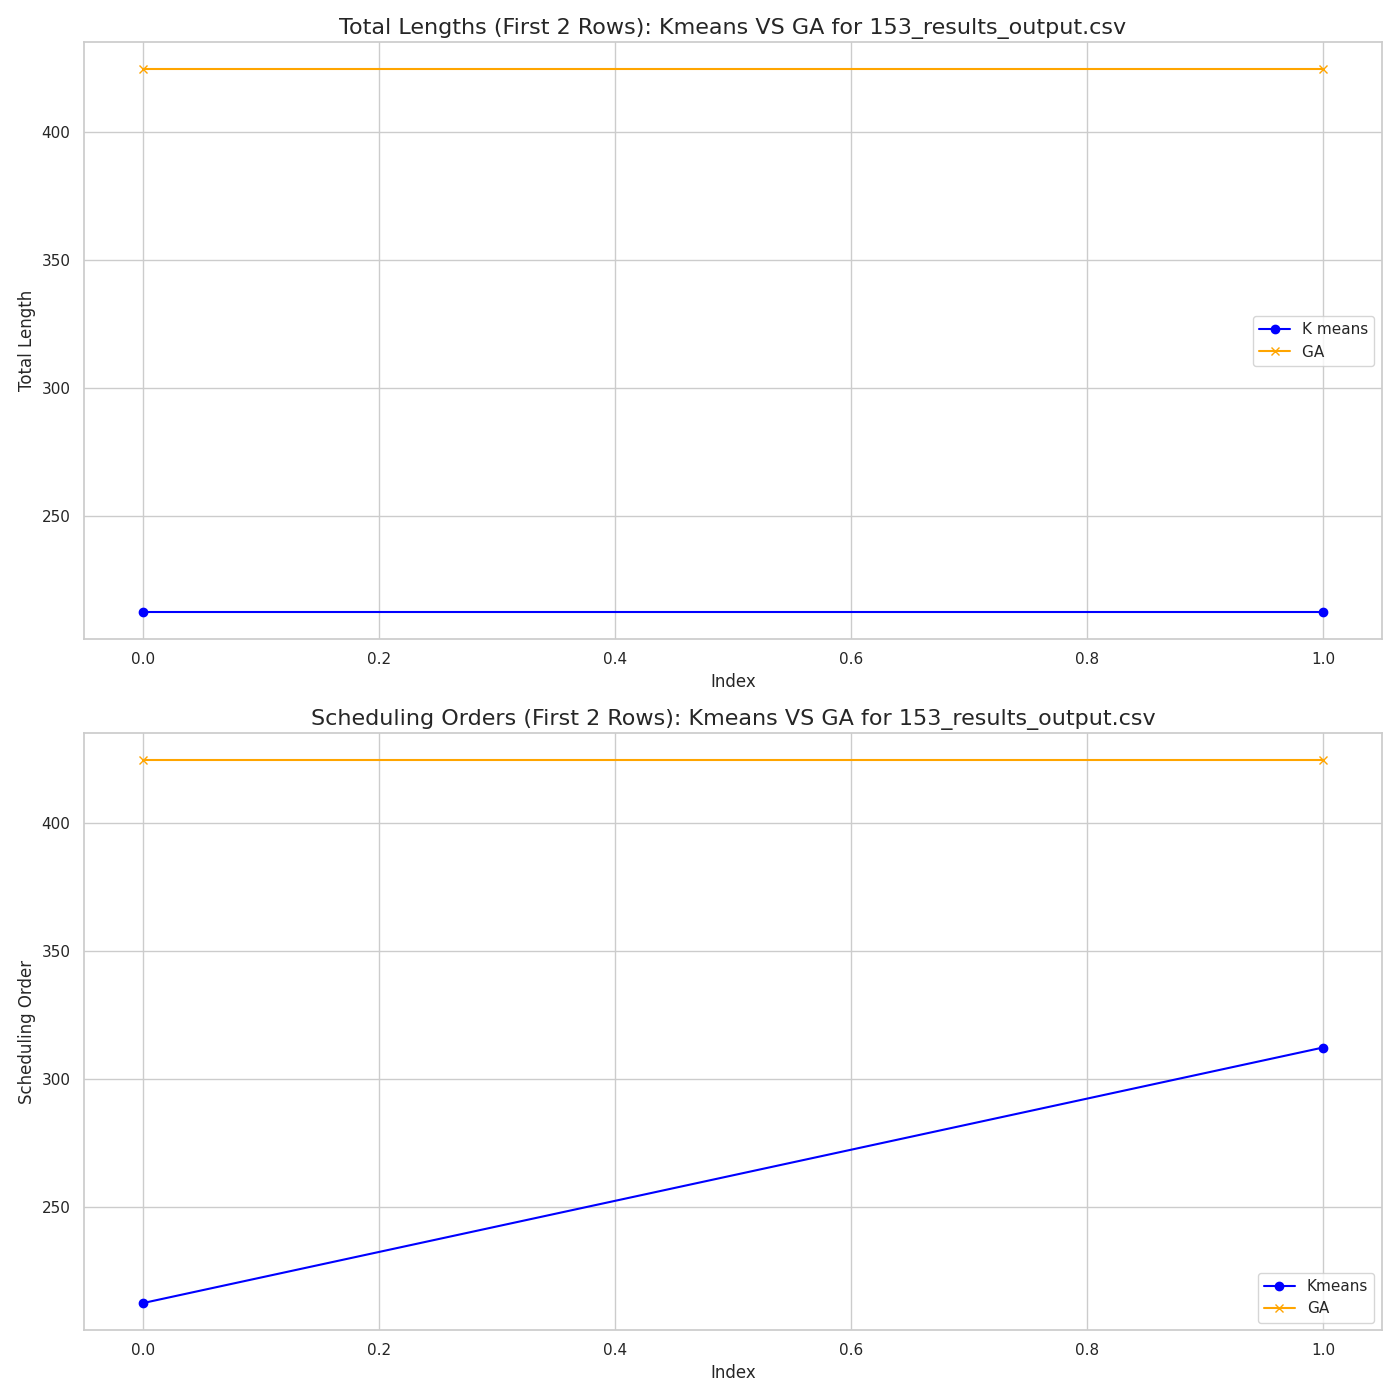 Total Lengths (First 2 Rows): Kmeans VS GA for 153_results_output.csv
400
350
300
250
Total Length
K means
GA
0.0 0.2 0.4 0.6 0.8 1.0
Index
Scheduling Orders (First 2 Rows): Kmeans VS GA for 153_results_output.csv
400
350
300
250
Scheduling Order
Kmeans
GA
0.0 0.2 0.4 0.6 0.8 1.0
Index